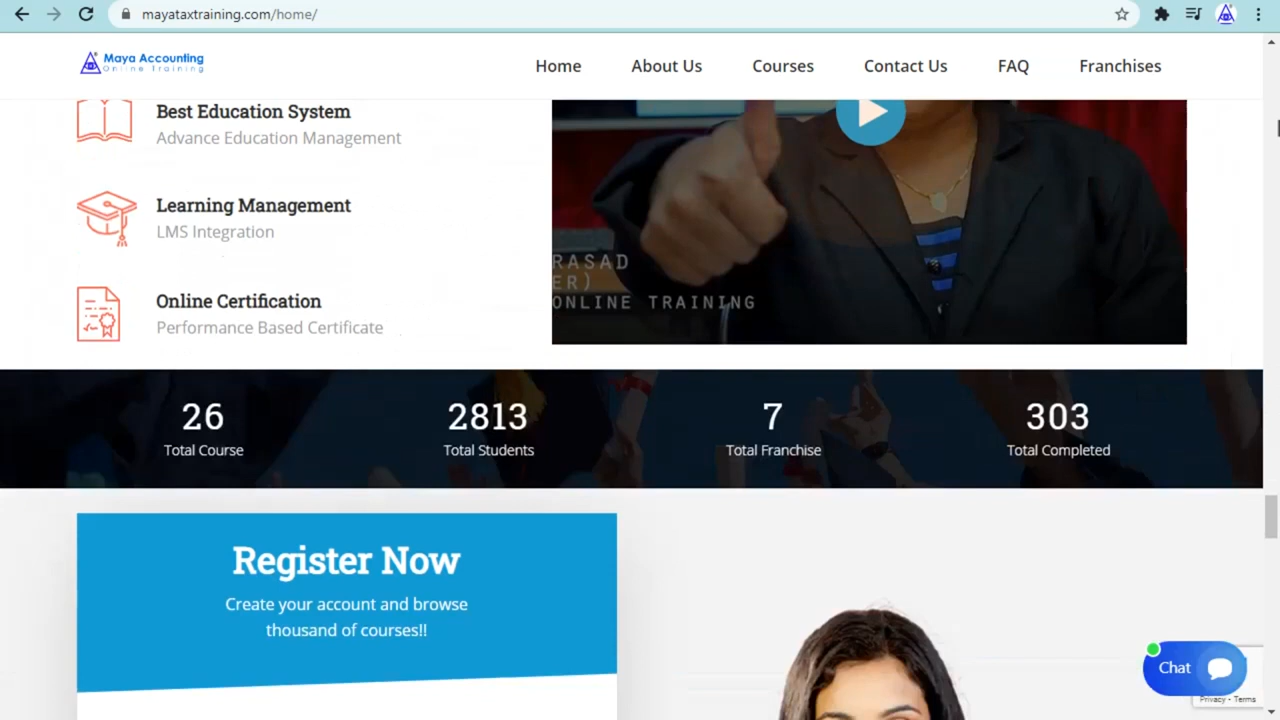 mayataxtraining.com/home/
Maya Accounting
Online Training
Home
About Us
Courses
Contact Us
FAQ
Franchises
Best Education System
Advance Education Management
Learning Management
LMS Integration
Online Certification
Performance Based Certificate
RASAD
ER)
ONLINE TRAINING
26
Total Course
2813
Total Students
7
Total Franchise
303
Total Completed
Register Now
Create your account and browse
thousand of courses!!
Chat
Privacy - Terms